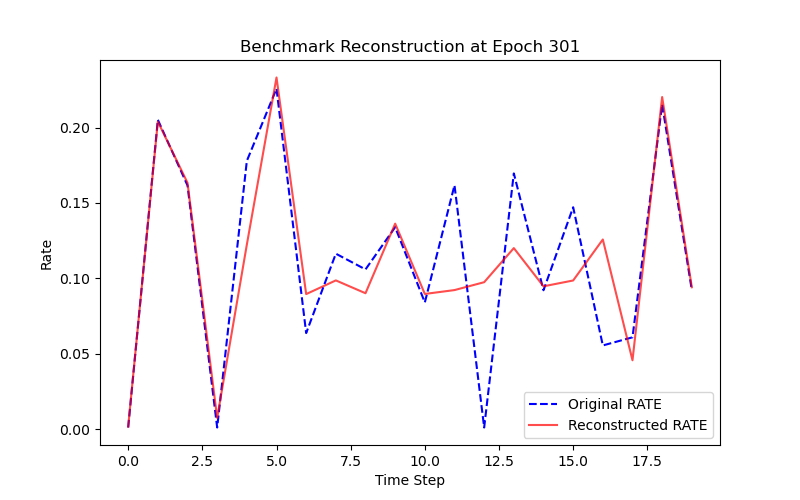 Benchmark Reconstruction at Epoch 301
Rate
0.20
0.15
0.10
0.05
0.00
Original RATE
Reconstructed RATE
0.0 2.5 5.0 7.5 10.0 12.5 15.0 17.5
Time Step